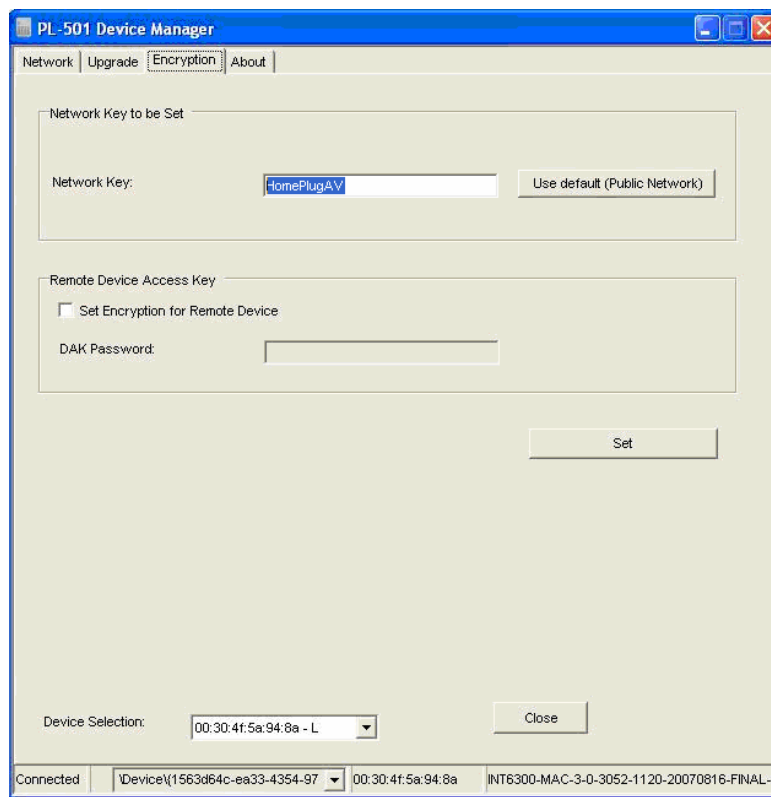 PL-501 Device Manager
Network Upgrade Encryption About
Network Key to be Set
Network Key: HomePlugAV Use default (Public Network)
Remote Device Access Key
Set Encryption for Remote Device
DAK Password:
Set
Device Selection: 00:30:4f:5a:94:8a - L Close
Connected \Device\{1563d64c-ea33-4354-97 00:30:4f:5a:94:8a INT6300-MAC-3-0-3052-1120-20070816-FINAL-